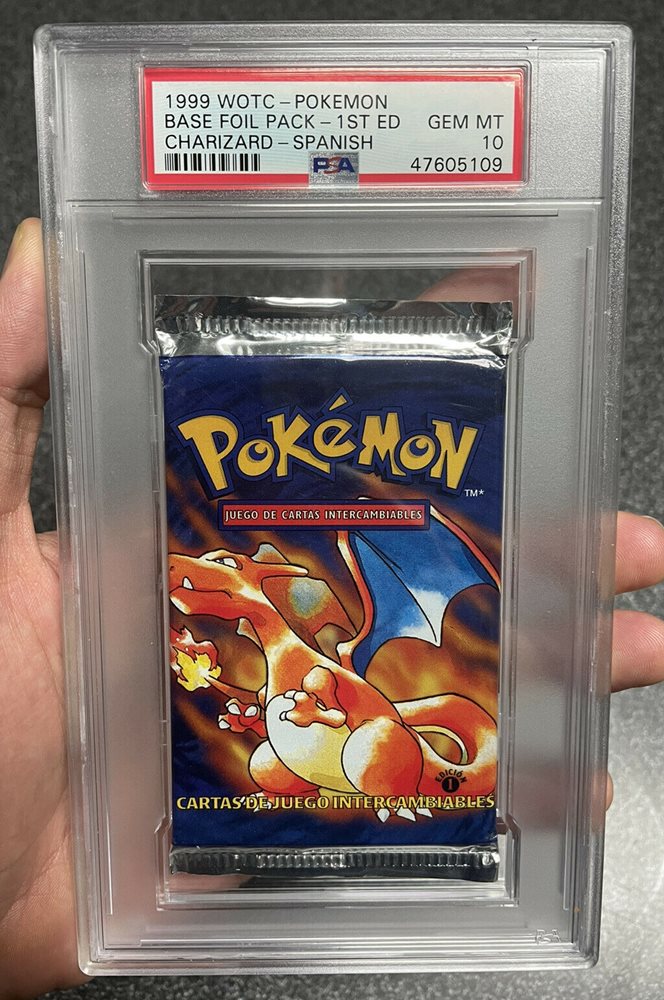 1999 WOTC - POKEMON
BASE FOIL PACK - 1ST ED GEM MT
CHARIZARD - SPANISH 10
PSA 47605109
POKéMON
TM*
JUEGO DE CARTAS INTERCAMBIABLES
EDICIÓN
1
CARTAS DE JUEGO INTERCAMBIABLES
PSA